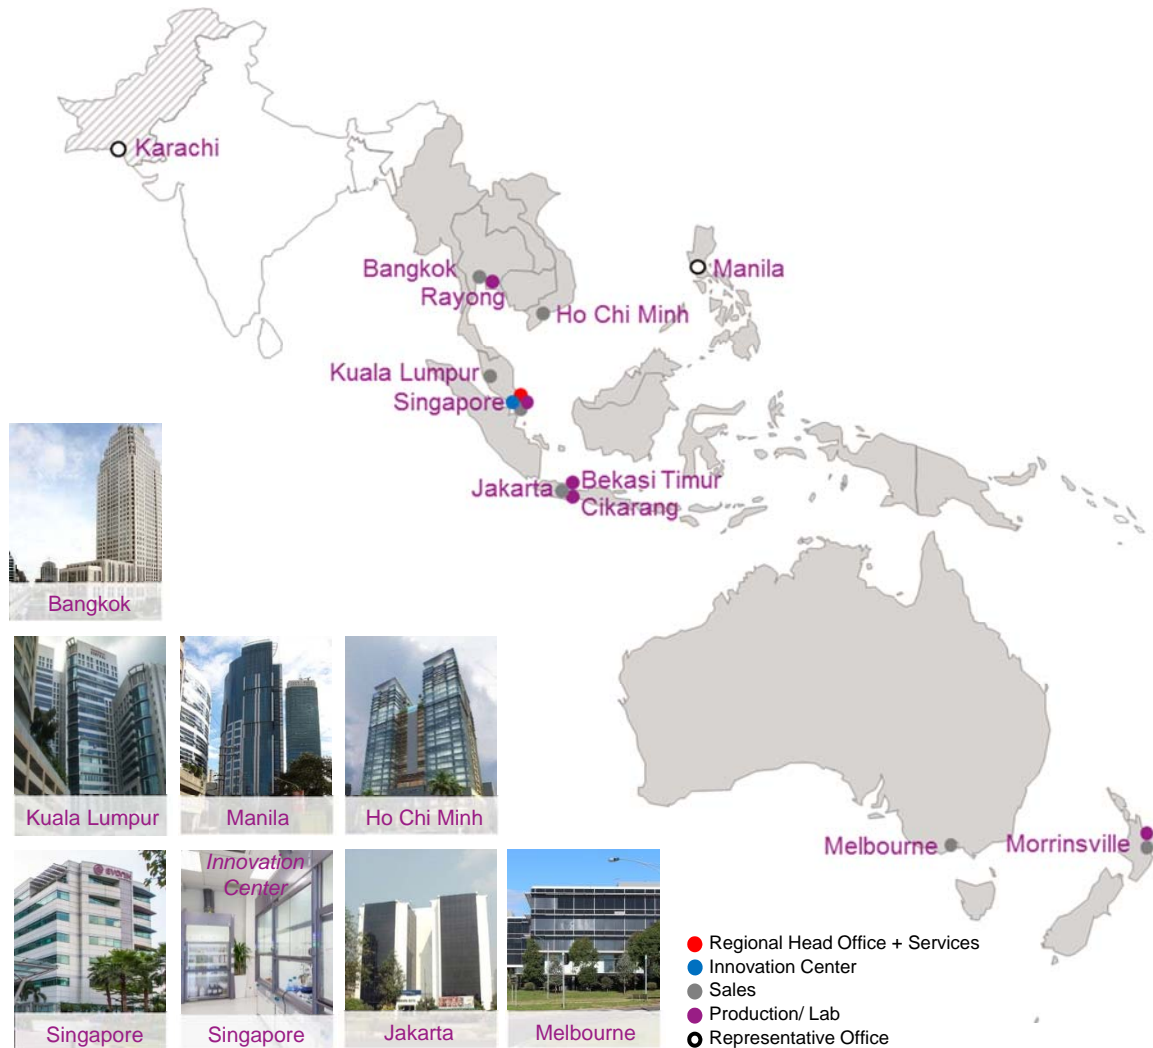 Karachi
Bangkok
Rayong
Manila
Ho Chi Minh
Kuala Lumpur
Singapore
Jakarta
Bekasi Timur
Cikarang
Melbourne
Morrinsville
Bangkok
Kuala Lumpur
Manila
Ho Chi Minh
EVONIK
Singapore
Innovation
Center
Singapore
Jakarta
Melbourne
Regional Head Office + Services
Innovation Center
Sales
Production/ Lab
Representative Office